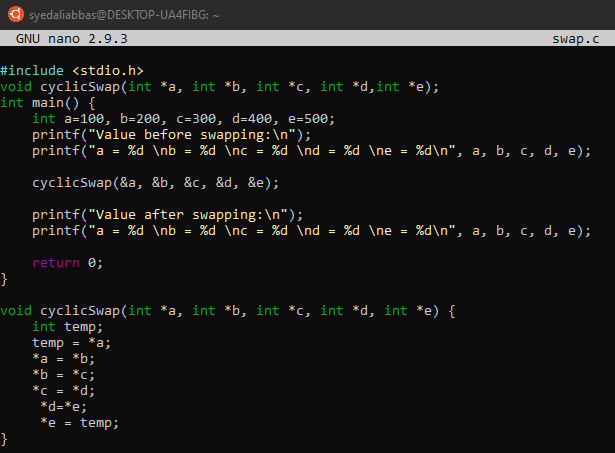 syedaliabbas@DESKTOP-UA4FIBG: ~
GNU nano 2.9.3 swap.c
#include <stdio.h>
void cyclicSwap(int *a, int *b, int *c, int *d,int *e);
int main() {
    int a=100, b=200, c=300, d=400, e=500;
    printf("Value before swapping:\n");
    printf("a = %d \nb = %d \nc = %d \nd = %d \ne = %d\n", a, b, c, d, e);
    cyclicSwap(&a, &b, &c, &d, &e);
    printf("Value after swapping:\n");
    printf("a = %d \nb = %d \nc = %d \nd = %d \ne = %d\n", a, b, c, d, e);
    return 0;
}
void cyclicSwap(int *a, int *b, int *c, int *d, int *e) {
    int temp;
    temp = *a;
    *a = *b;
    *b = *c;
    *c = *d;
     *d=*e;
     *e = temp;
}